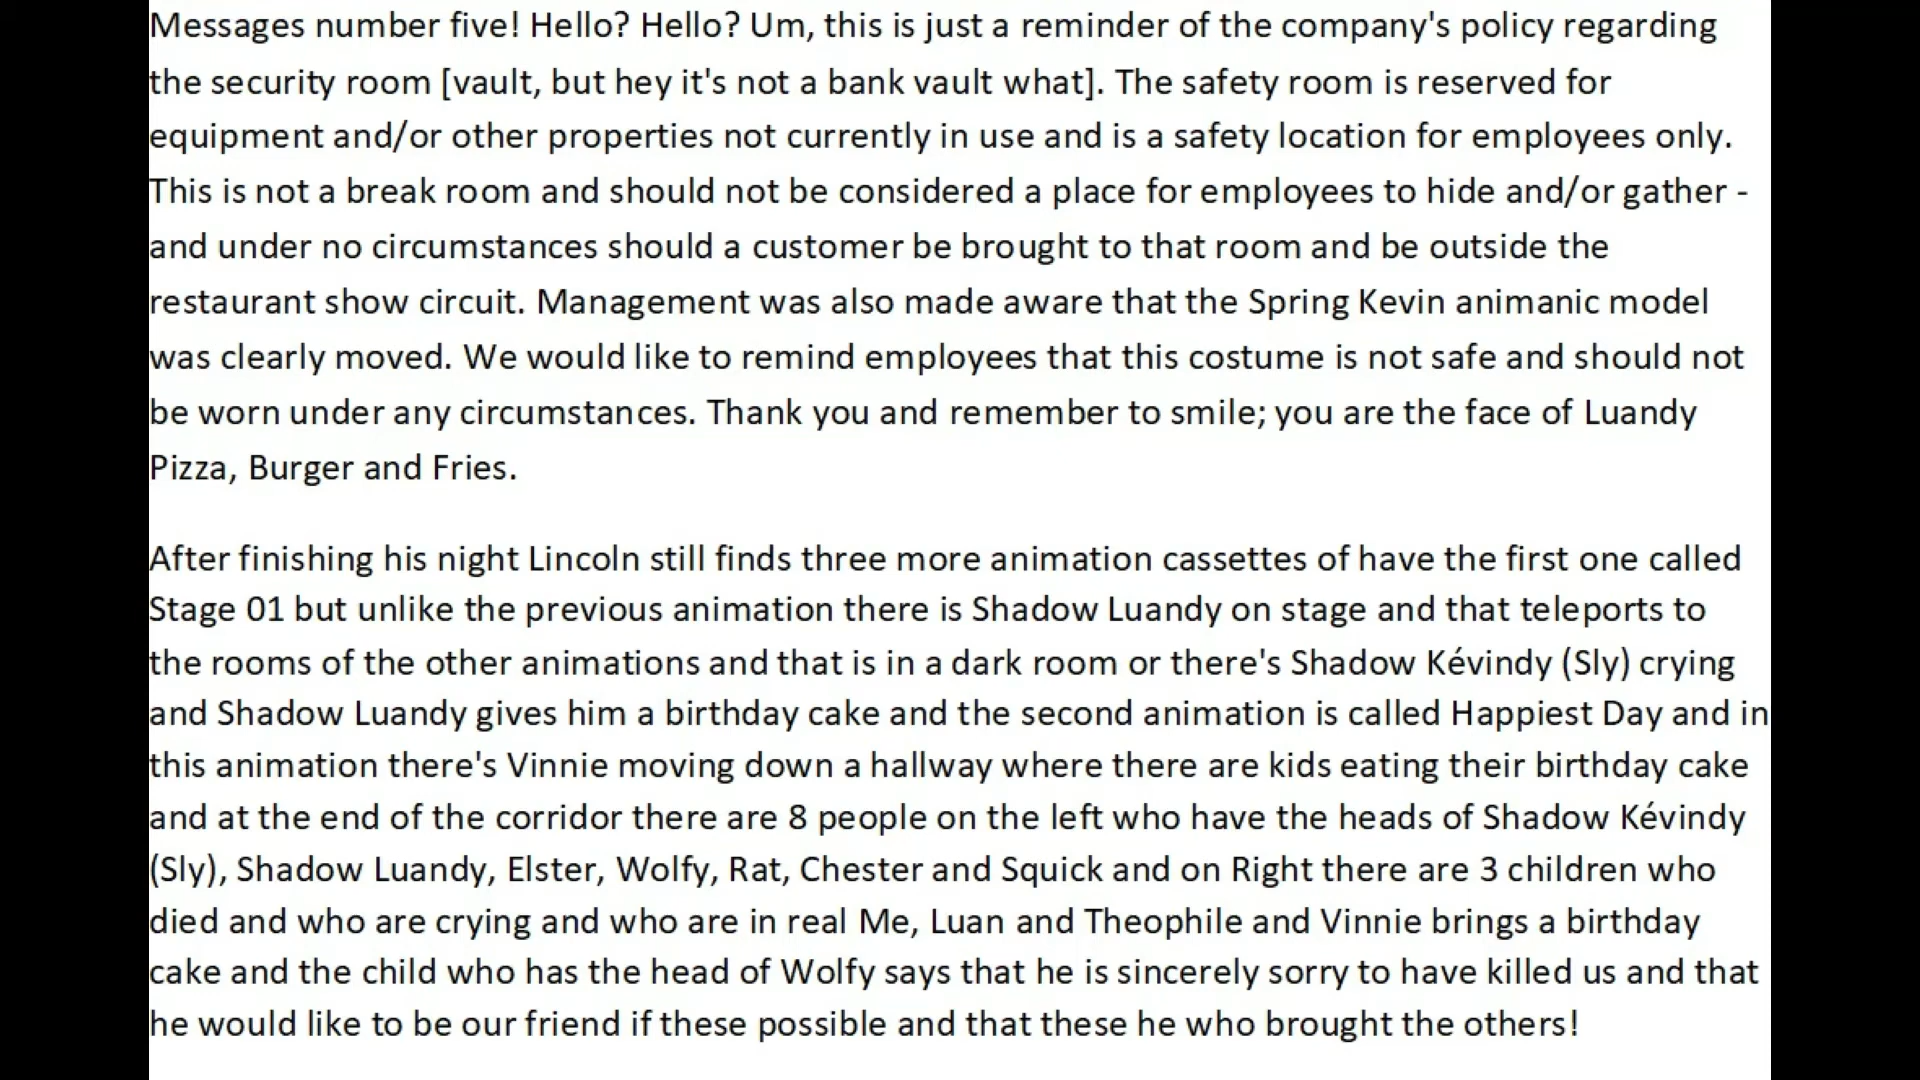 Messages number five! Hello? Hello? Um, this is just a reminder of the company's policy regarding
the security room [vault, but hey it's not a bank vault what]. The safety room is reserved for
equipment and/or other properties not currently in use and is a safety location for employees only.
This is not a break room and should not be considered a place for employees to hide and/or gather -
and under no circumstances should a customer be brought to that room and be outside the
restaurant show circuit. Management was also made aware that the Spring Kevin animanic model
was clearly moved. We would like to remind employees that this costume is not safe and should not
be worn under any circumstances. Thank you and remember to smile; you are the face of Luandy
Pizza, Burger and Fries.
After finishing his night Lincoln still finds three more animation cassettes of have the first one called
Stage 01 but unlike the previous animation there is Shadow Luandy on stage and that teleports to
the rooms of the other animations and that is in a dark room or there's Shadow Kévindy (Sly) crying
and Shadow Luandy gives him a birthday cake and the second animation is called Happiest Day and in
this animation there's Vinnie moving down a hallway where there are kids eating their birthday cake
and at the end of the corridor there are 8 people on the left who have the heads of Shadow Kévindy
(Sly), Shadow Luandy, Elster, Wolfy, Rat, Chester and Squick and on Right there are 3 children who
died and who are crying and who are in real Me, Luan and Theophile and Vinnie brings a birthday
cake and the child who has the head of Wolfy says that he is sincerely sorry to have killed us and that
he would like to be our friend if these possible and that these he who brought the others!